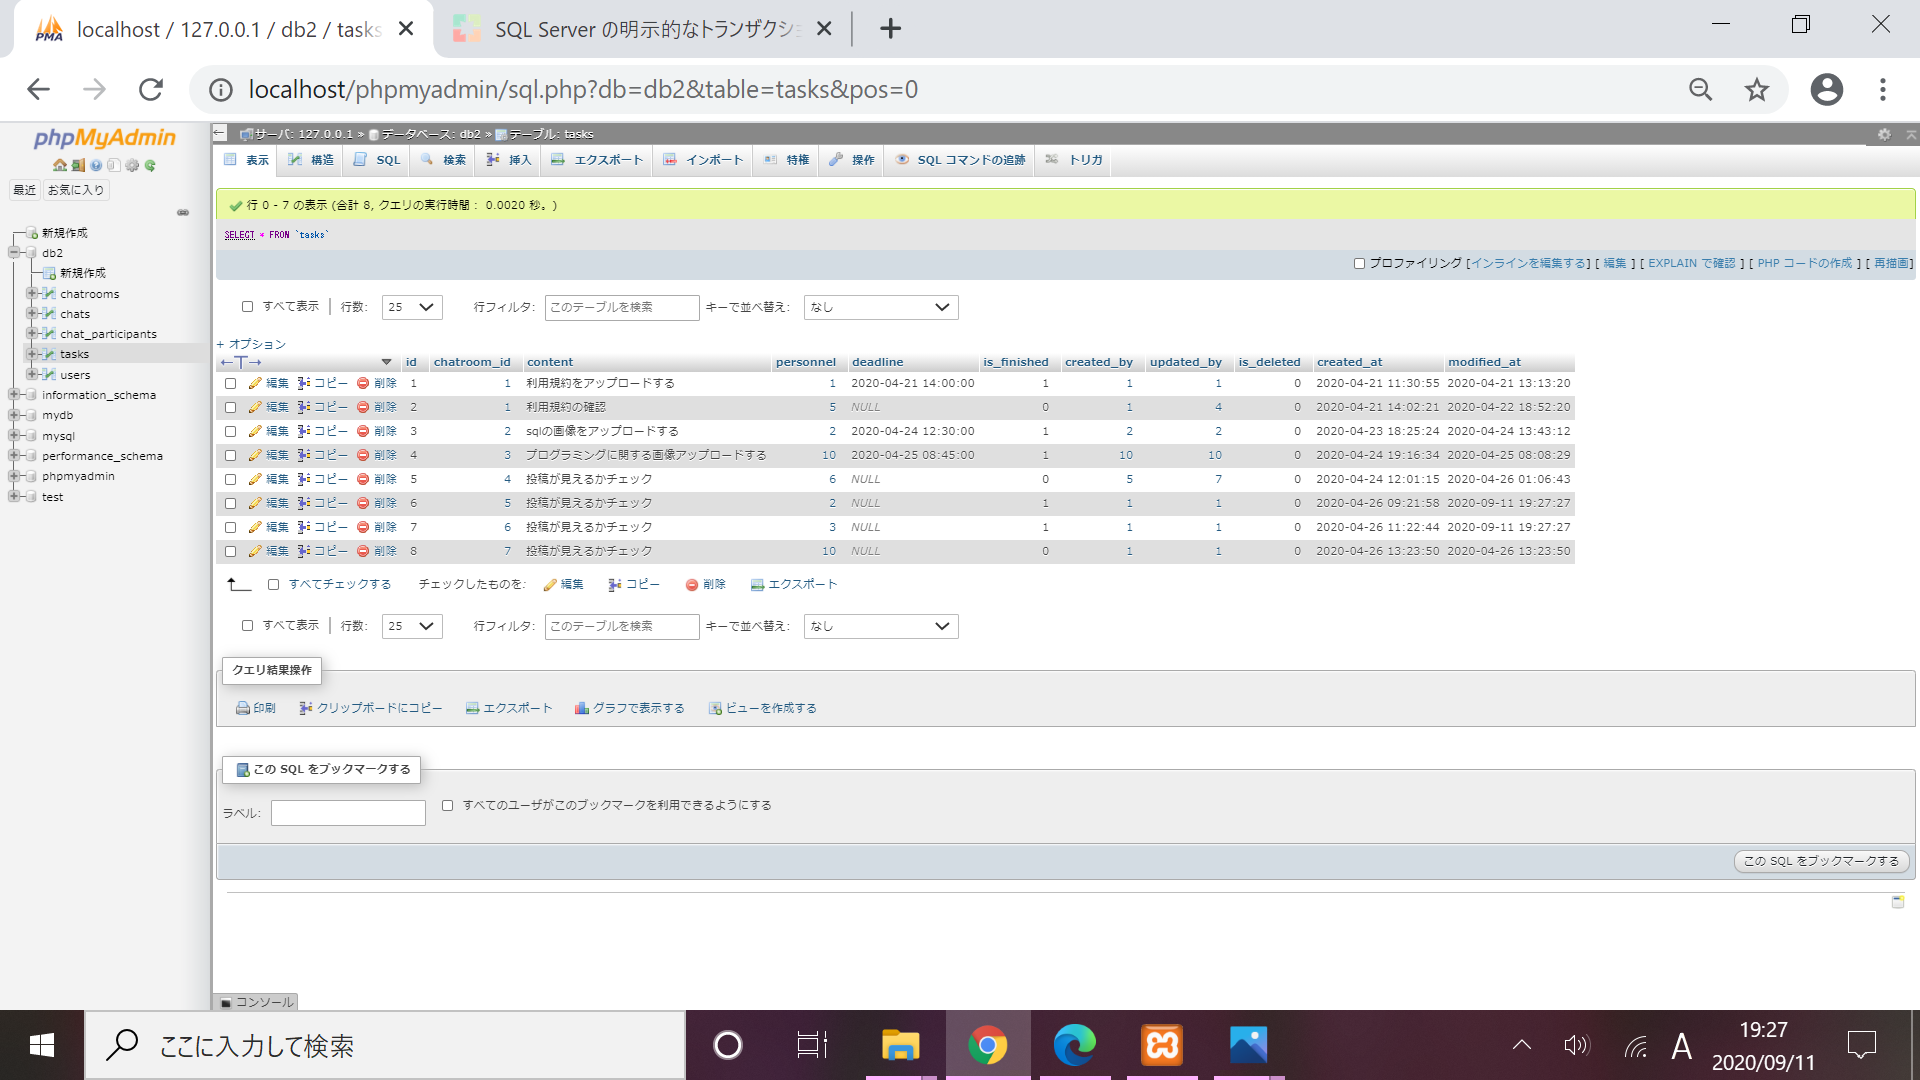 localhost / 127.0.0.1 / db2 / tasks
SQL Server の明示的なトランザクシ
localhost/phpmyadmin/sql.php?db=db2&table=tasks&pos=0
phpMyAdmin
最近 お気に入り
新規作成
db2
新規作成
chatrooms
chats
chat_participants
tasks
users
information_schema
mydb
mysql
performance_schema
phpmyadmin
test
サーバ: 127.0.0.1 » データベース: db2 » テーブル: tasks
表示 構造 SQL 検索 挿入 エクスポート インポート 特権 操作 SQL コマンドの追跡 トリガ
行 0 - 7 の表示 (合計 8, クエリの実行時間: 0.0020 秒。)
SELECT * FROM `tasks`
プロファイリング [インラインを編集する] [ 編集 ] [ EXPLAIN で確認 ] [ PHP コードの作成 ] [ 再描画]
すべて表示 行数: 25 行フィルタ: このテーブルを検索 キーで並べ替え: なし
+ オプション
←T→ id chatroom_id content personnel deadline is_finished created_by updated_by is_deleted created_at modified_at
編集 コピー 削除 1 1 利用規約をアップロードする 1 2020-04-21 14:00:00 1 1 1 0 2020-04-21 11:30:55 2020-04-21 13:13:20
編集 コピー 削除 2 1 利用規約の確認 5 NULL 0 1 4 0 2020-04-21 14:02:21 2020-04-22 18:52:20
編集 コピー 削除 3 2 sqlの画像をアップロードする 2 2020-04-24 12:30:00 1 2 2 0 2020-04-23 18:25:24 2020-04-24 13:43:12
編集 コピー 削除 4 3 プログラミングに関する画像アップロードする 10 2020-04-25 08:45:00 1 10 10 0 2020-04-24 19:16:34 2020-04-25 08:08:29
編集 コピー 削除 5 4 投稿が見えるかチェック 6 NULL 0 5 7 0 2020-04-24 12:01:15 2020-04-26 01:06:43
編集 コピー 削除 6 5 投稿が見えるかチェック 2 NULL 1 1 1 0 2020-04-26 09:21:58 2020-09-11 19:27:27
編集 コピー 削除 7 6 投稿が見えるかチェック 3 NULL 1 1 1 0 2020-04-26 11:22:44 2020-09-11 19:27:27
編集 コピー 削除 8 7 投稿が見えるかチェック 10 NULL 0 1 1 0 2020-04-26 13:23:50 2020-04-26 13:23:50
すべてチェックする チェックしたものを: 編集 コピー 削除 エクスポート
すべて表示 行数: 25 行フィルタ: このテーブルを検索 キーで並べ替え: なし
クエリ結果操作
印刷 クリップボードにコピー エクスポート グラフで表示する ビューを作成する
この SQL をブックマークする
ラベル: すべてのユーザがこのブックマークを利用できるようにする
この SQL をブックマークする
コンソール
ここに入力して検索
A
19:27
2020/09/11